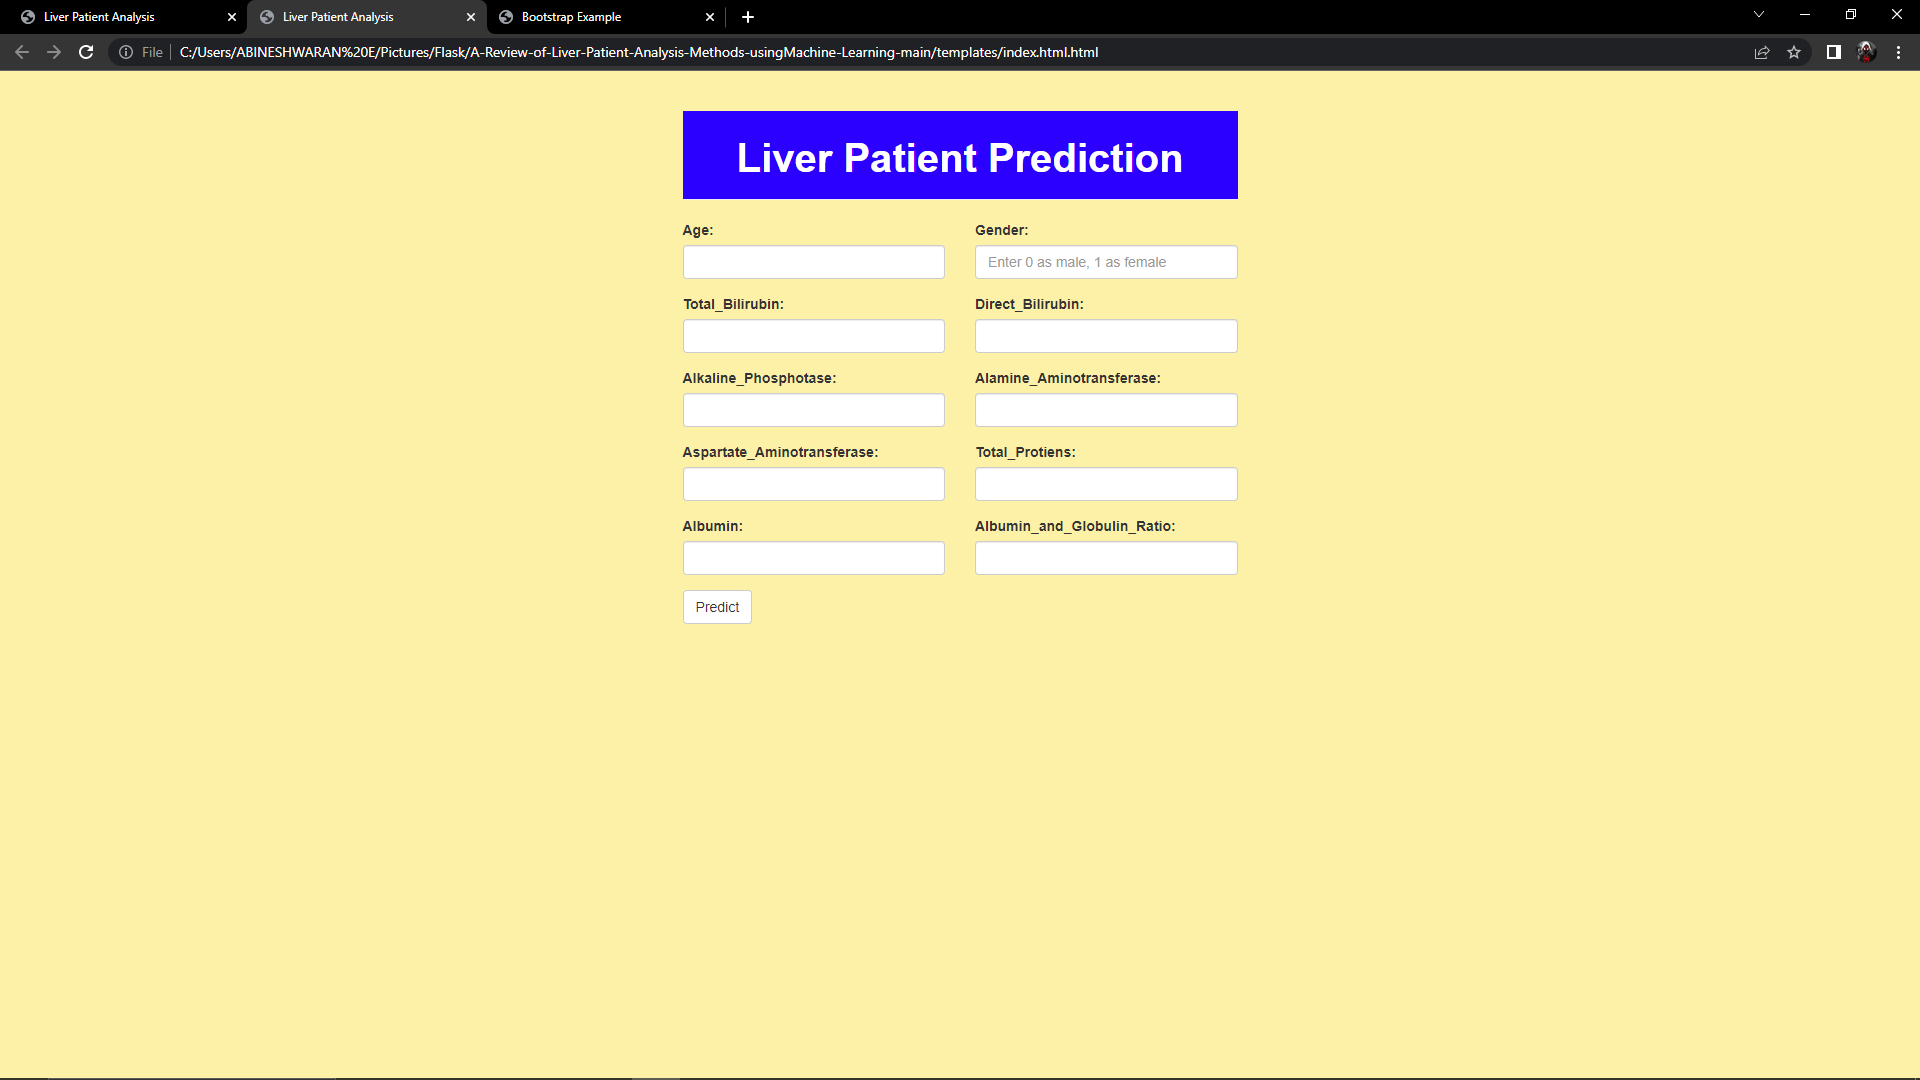 Liver Patient Analysis
Liver Patient Analysis
Bootstrap Example
File
C:/Users/ABINESHWARAN%20E/Pictures/Flask/A-Review-of-Liver-Patient-Analysis-Methods-usingMachine-Learning-main/templates/index.html.html
Liver Patient Prediction
Age:
Gender:
Enter 0 as male, 1 as female
Total_Bilirubin:
Direct_Bilirubin:
Alkaline_Phosphotase:
Alamine_Aminotransferase:
Aspartate_Aminotransferase:
Total_Protiens:
Albumin:
Albumin_and_Globulin_Ratio:
Predict